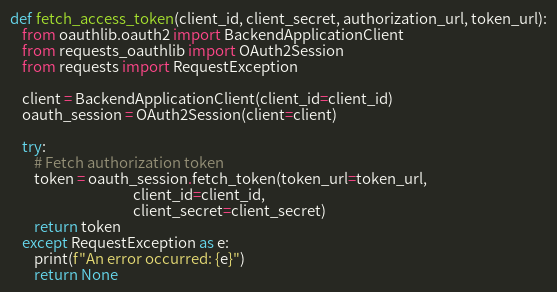 def fetch_access_token(client_id, client_secret, authorization_url, token_url):
    from oauthlib.oauth2 import BackendApplicationClient
    from requests_oauthlib import OAuth2Session
    from requests import RequestException

    client = BackendApplicationClient(client_id=client_id)
    oauth_session = OAuth2Session(client=client)

    try:
        # Fetch authorization token
        token = oauth_session.fetch_token(token_url=token_url,
                                          client_id=client_id,
                                          client_secret=client_secret)
        return token
    except RequestException as e:
        print(f"An error occurred: {e}")
        return None